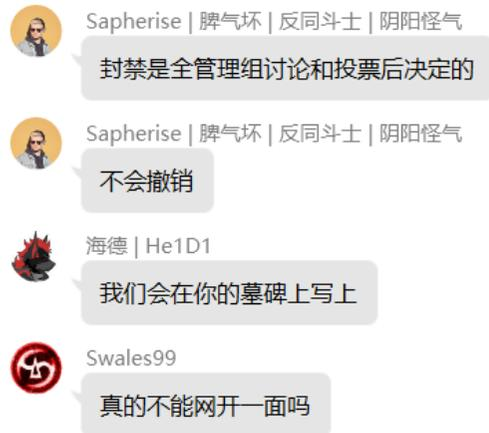 Sapherise | 脾气坏 | 反同斗士 | 阴阳怪气
封禁是全管理组讨论和投票后决定的
Sapherise | 脾气坏 | 反同斗士 | 阴阳怪气
不会撤销
海德 | He1D1
我们会在你的墓碑上写上
Swales99
真的不能网开一面吗